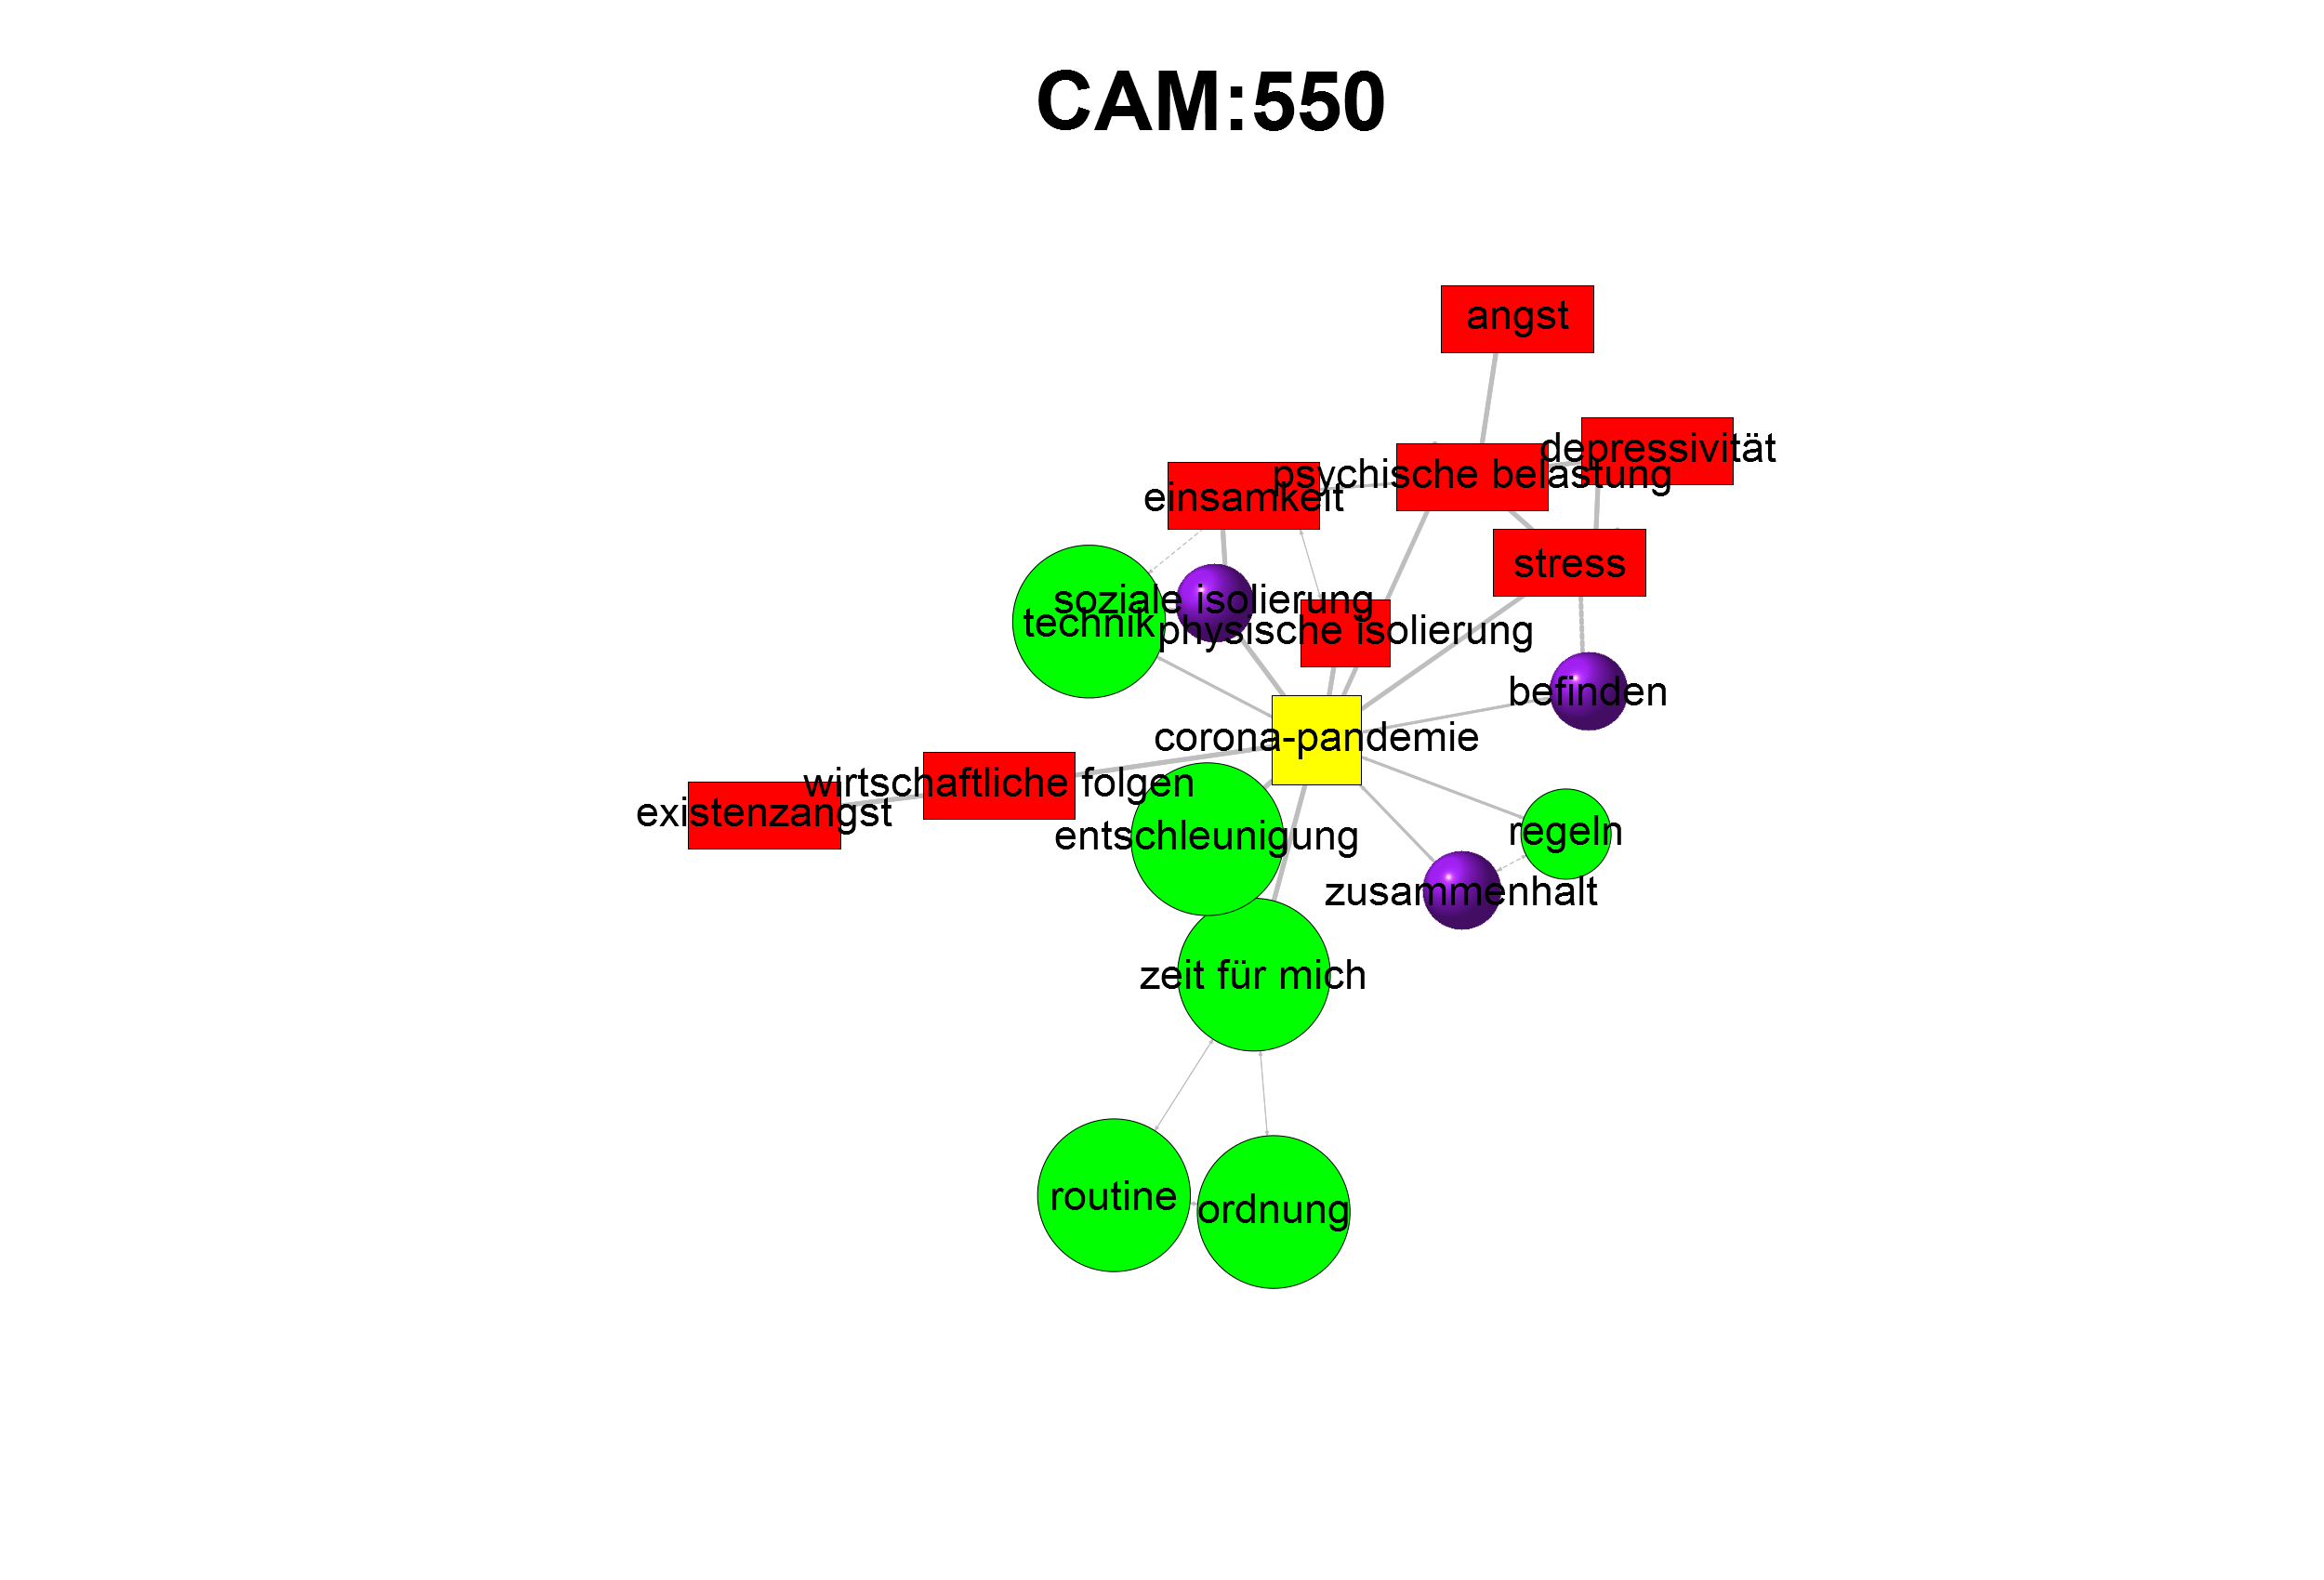 CAM:550
angst
depressivität
psychische belastung
einsamkeit
stress
soziale isolierung
technik
physische isolierung
befinden
corona-pandemie
wirtschaftliche folgen
existenzangst
entschleunigung
regeln
zusammenhalt
zeit für mich
routine
ordnung